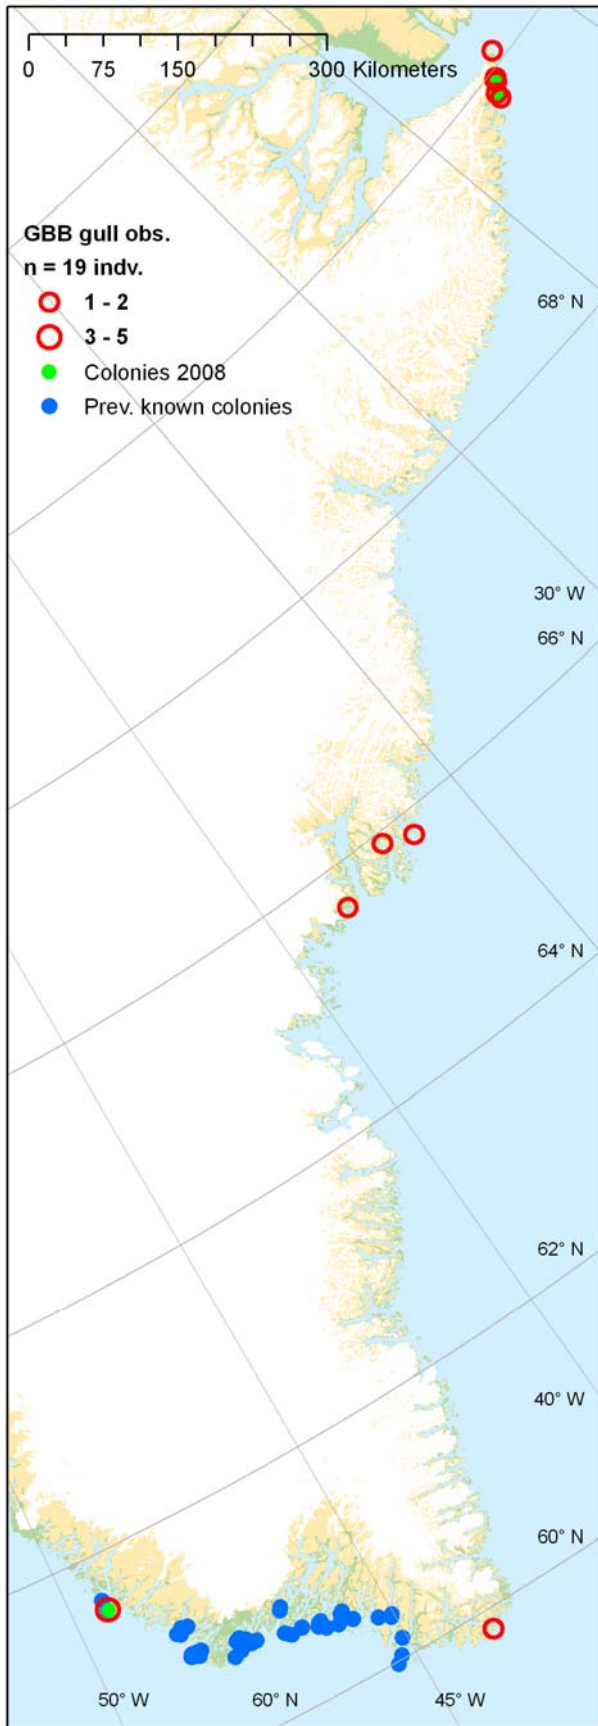 0 75 150 300 Kilometers
GBB gull obs.
n = 19 indv.
1 - 2
3 - 5
Colonies 2008
Prev. known colonies
68° N
30° W
66° N
64° N
62° N
40° W
60° N
50° W 60° N 45° W